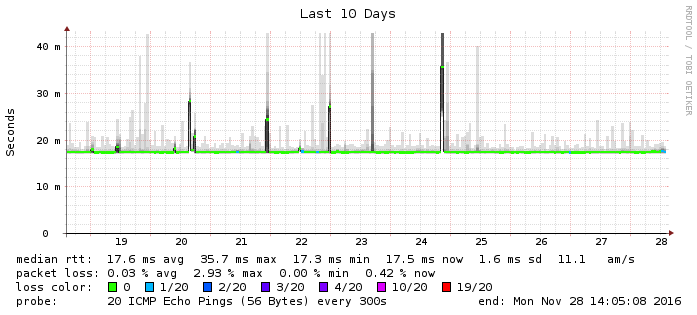 Last 10 Days
RRDTOOL / TOBI OETIKER
Seconds
40 m
30 m
20 m
10 m
0
19 20 21 22 23 24 25 26 27 28
median rtt: 17.6 ms avg 35.7 ms max 17.3 ms min 17.5 ms now 1.6 ms sd 11.1 am/s
packet loss: 0.03 % avg 2.93 % max 0.00 % min 0.42 % now
loss color: 0 1/20 2/20 3/20 4/20 10/20 19/20
probe: 20 ICMP Echo Pings (56 Bytes) every 300s end: Mon Nov 28 14:05:08 2016